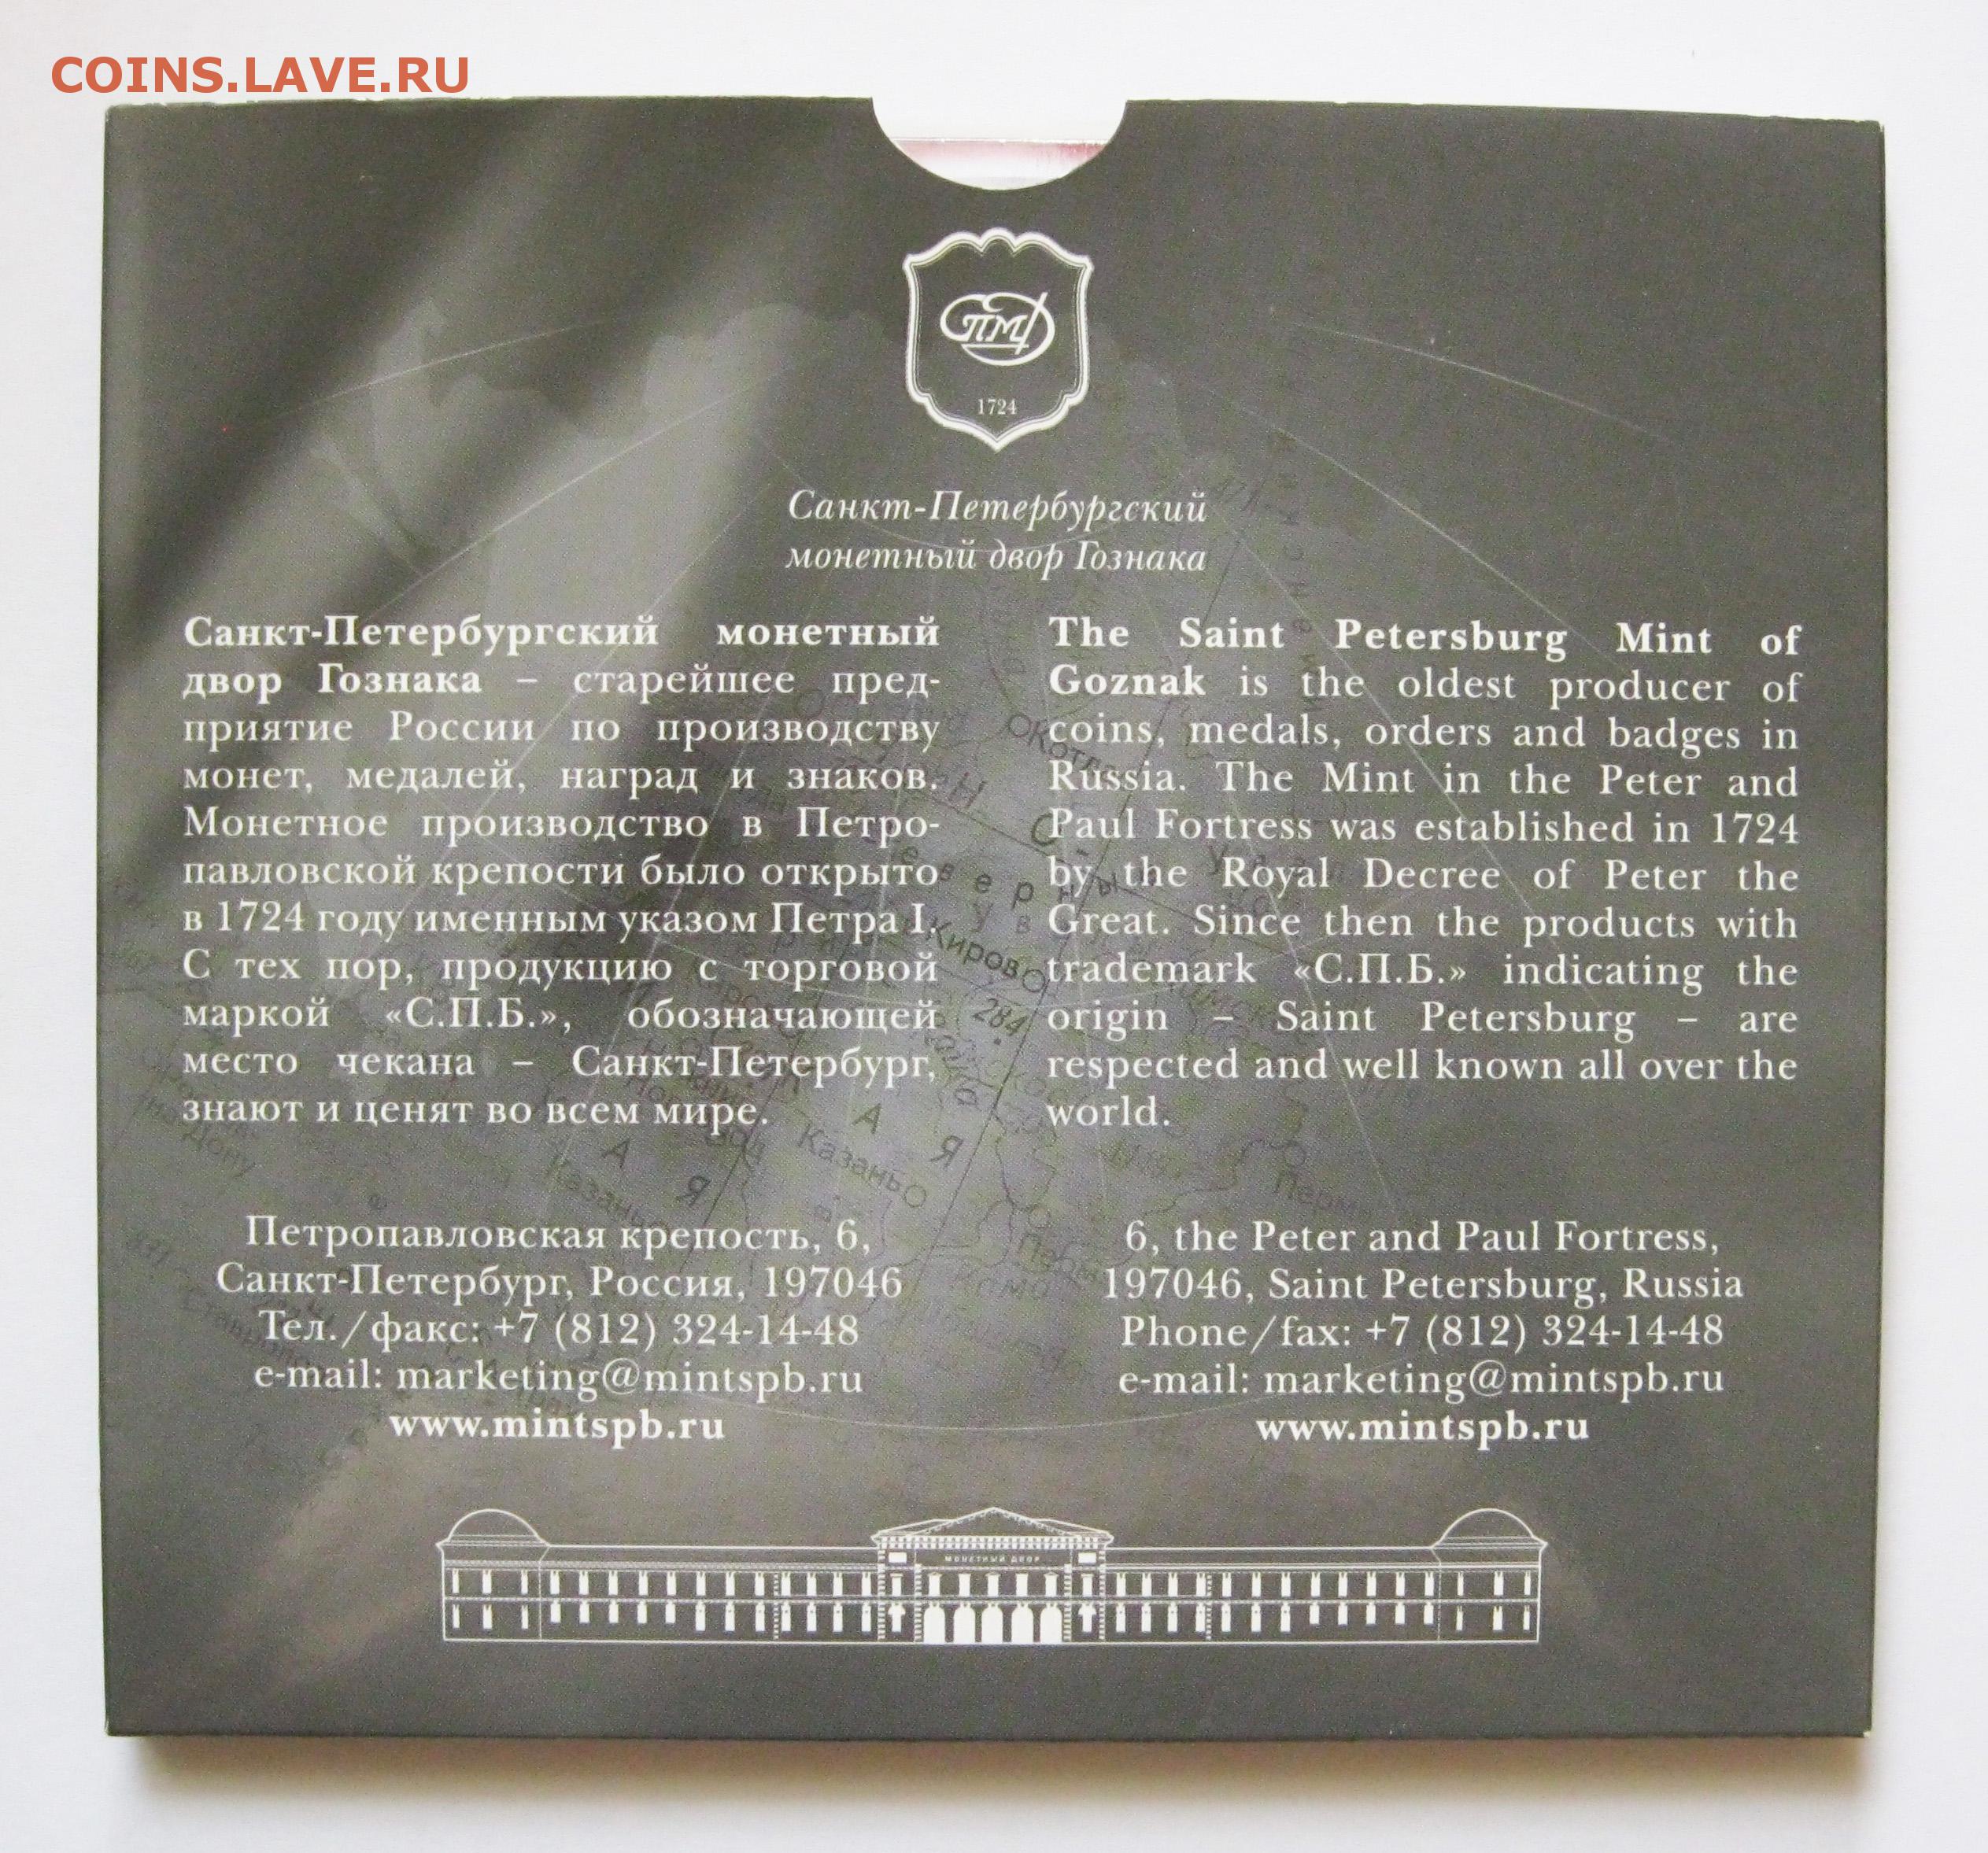 COINS.LAVE.RU
СПМД
1724
Санкт-Петербургский
монетный двор Гознака
Санкт-Петербургский монетный
двор Гознака – старейшее пред-
приятие России по производству
монет, медалей, наград и знаков.
Монетное производство в Петро-
павловской крепости было открыто
в 1724 году именным указом Петра I.
С тех пор, продукцию с торговой
маркой «С.П.Б.», обозначающей
место чекана – Санкт-Петербург,
знают и ценят во всем мире.
Петропавловская крепость, 6,
Санкт-Петербург, Россия, 197046
Тел./факс: +7 (812) 324-14-48
e-mail: marketing@mintspb.ru
www.mintspb.ru
The Saint Petersburg Mint of
Goznak is the oldest producer of
coins, medals, orders and badges in
Russia. The Mint in the Peter and
Paul Fortress was established in 1724
by the Royal Decree of Peter the
Great. Since then the products with
trademark «С.П.Б.» indicating the
origin – Saint Petersburg – are
respected and well known all over the
world.
6, the Peter and Paul Fortress,
197046, Saint Petersburg, Russia
Phone/fax: +7 (812) 324-14-48
e-mail: marketing@mintspb.ru
www.mintspb.ru
Кирово
284
Казань
Казань
Пермь
МОНЕТНЫЙ ДВОР